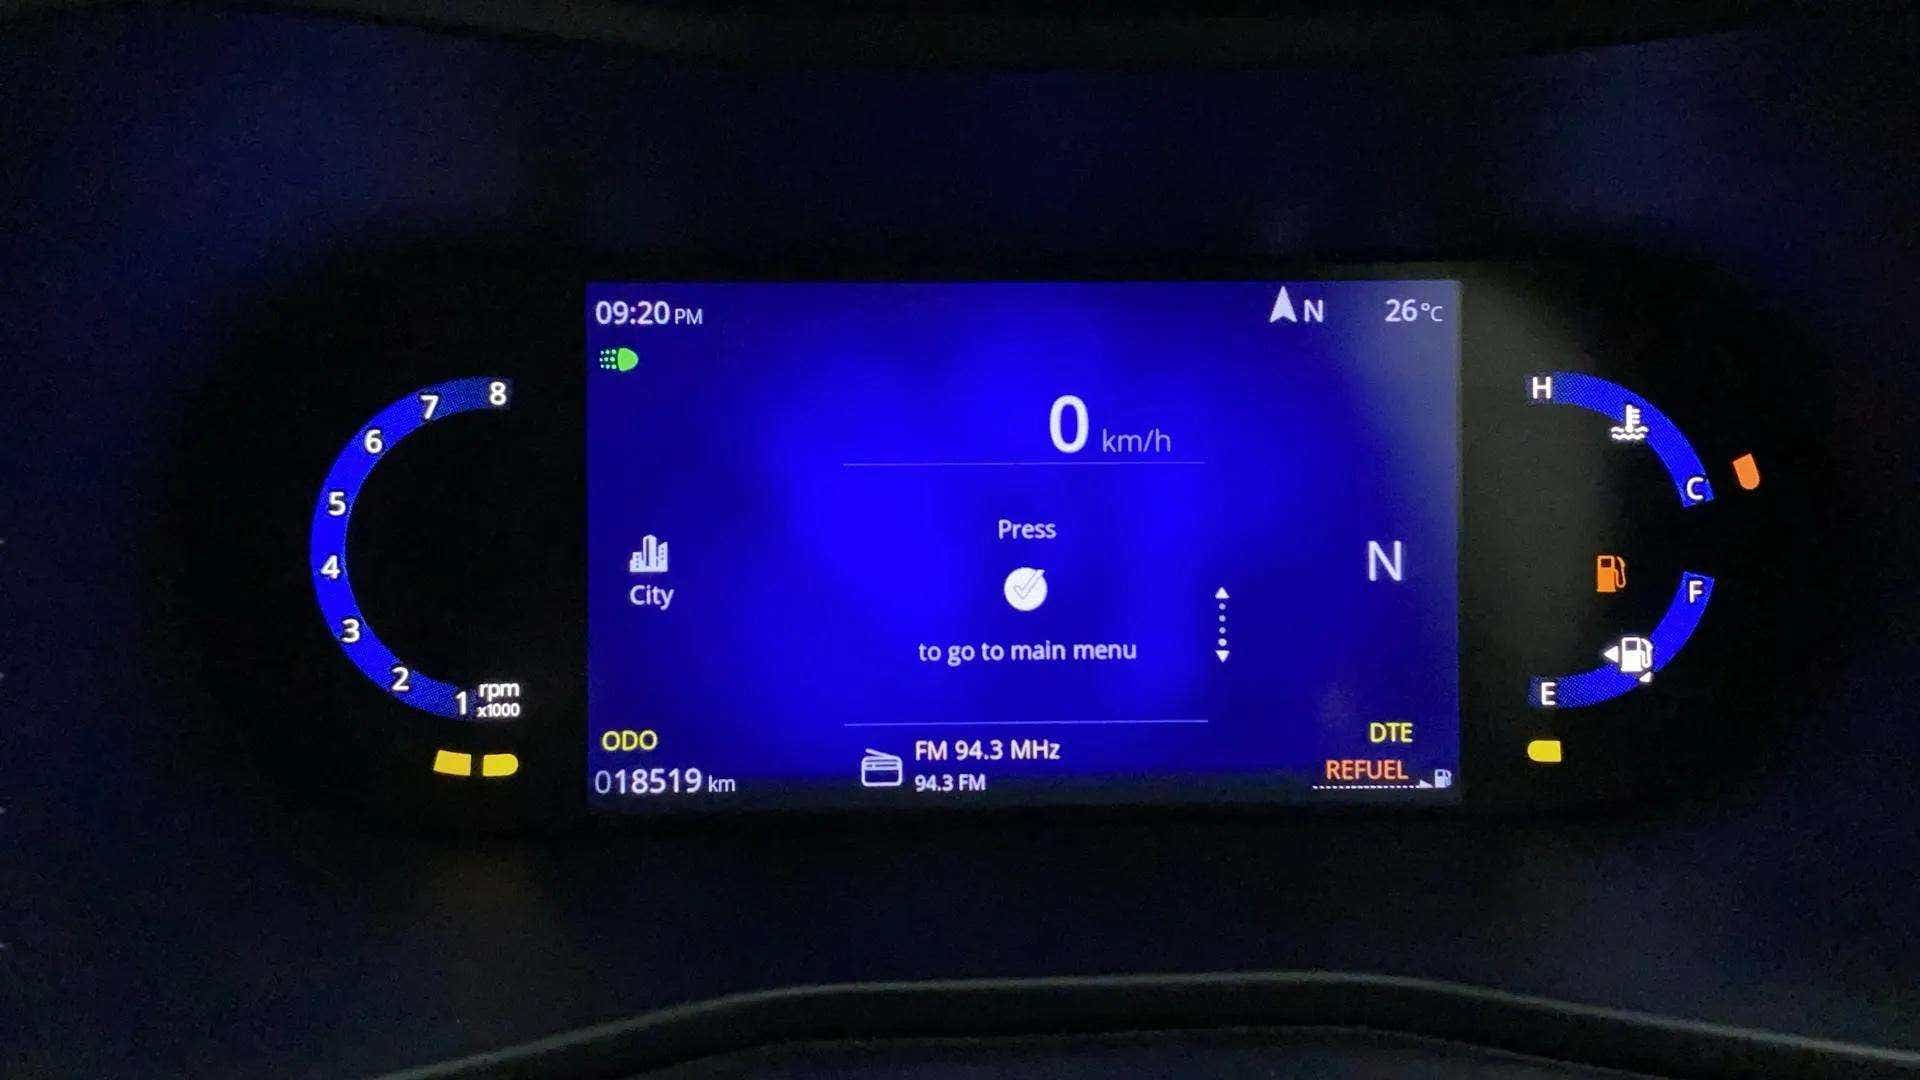 09:20 PM
N
26°C
8
7
6
5
4
3
2
1
rpm
x1000
0 km/h
Press
to go to main menu
City
N
H
C
F
E
ODO
018519 km
FM 94.3 MHz
94.3 FM
DTE
REFUEL